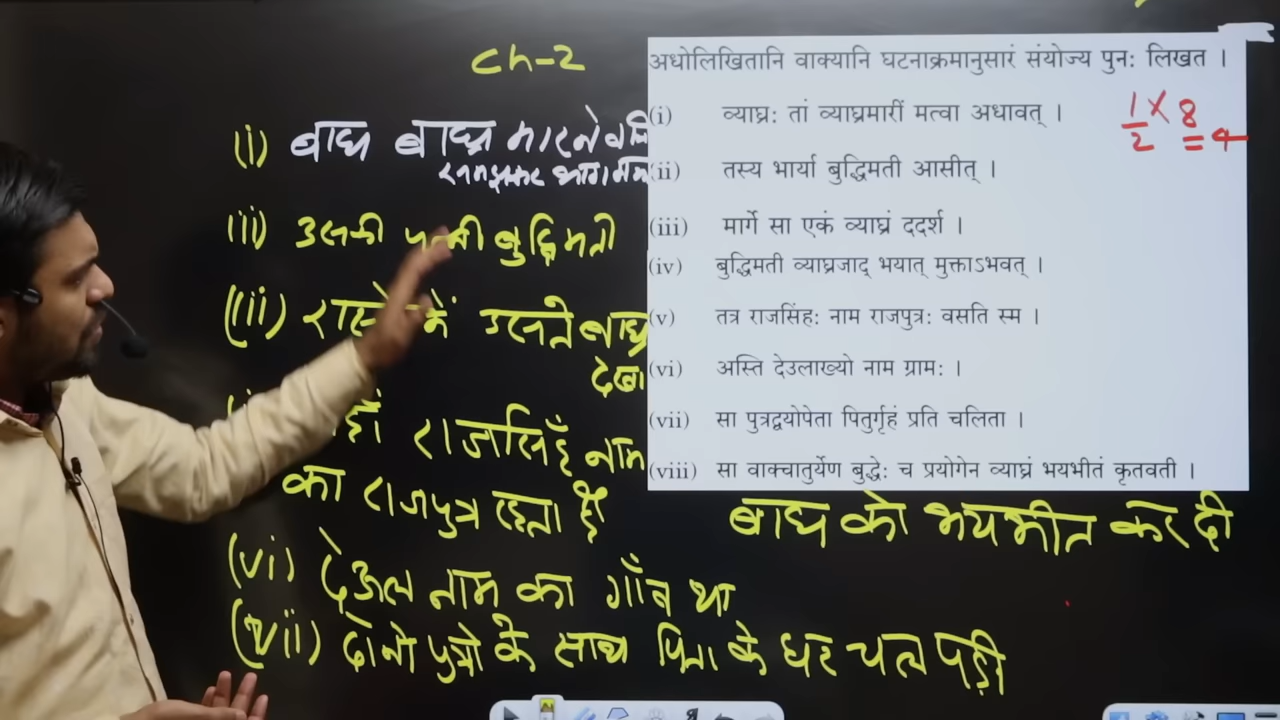 Ch-2
अधोलिखितानि वाक्यानि घटनाक्रमानुसारं संयोज्य पुनः लिखत ।
(i) व्याघ्रः तां व्याघ्रमारीं मत्वा अधावत् ।
1/2 × 8 = 4
(ii) तस्य भार्या बुद्धिमती आसीत् ।
(iii) मार्गे सा एकं व्याघ्रं ददर्श ।
(iv) बुद्धिमती व्याघ्रजाद् भयात् मुक्ताऽभवत् ।
(v) तत्र राजसिंहः नाम राजपुत्रः वसति स्म ।
(vi) अस्ति देउलाख्यो नाम ग्रामः ।
(vii) सा पुत्रद्वयोपेता पितुर्गृहं प्रति चलिता ।
(viii) सा वाक्चातुर्येण बुद्धेः च प्रयोगेन व्याघ्रं भयभीतं कृतवती ।
(i) बाघ बाघ मारने
समझकर भाग
(ii) उसकी पत्नी बुद्धिमती
(iii) रास्ते में उसने बाघ
देखा
राजसिहँ नाम
का राजपुत्र रहता है
(vi) देऊल नाम का गाँव था
(vii) दोनो पुत्रो के साथ पिता के घर चल पड़ी
बाघ को भयभीत कर दी